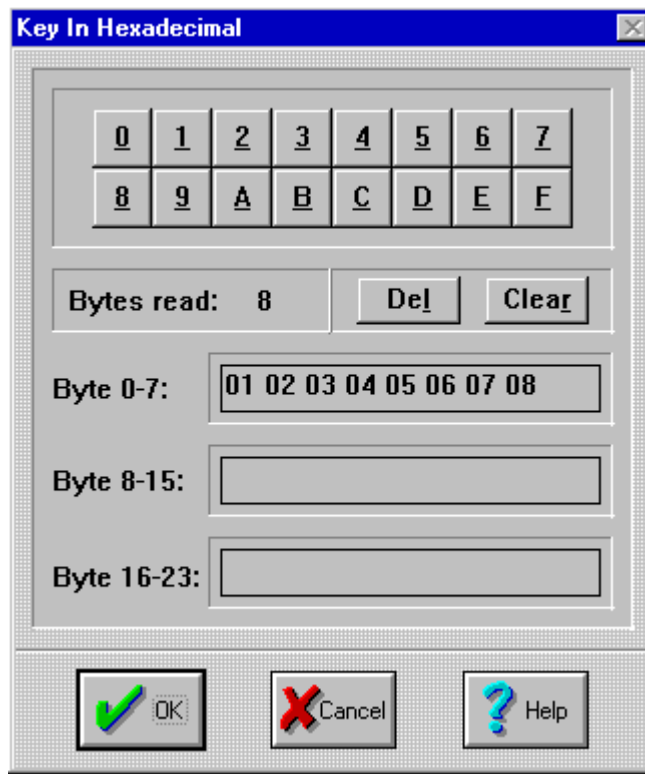 Key In Hexadecimal
0 1 2 3 4 5 6 7
8 9 A B C D E F
Bytes read: 8 Del Clear
Byte 0-7: 01 02 03 04 05 06 07 08
Byte 8-15:
Byte 16-23:
OK Cancel Help